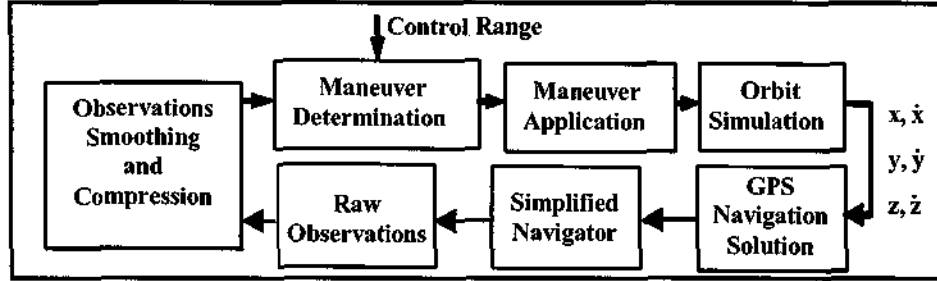 Control Range
Observations
Smoothing
and
Compression
Maneuver
Determination
Maneuver
Application
Orbit
Simulation
x, ẋ
y, ẏ
z, ż
GPS
Navigation
Solution
Simplified
Navigator
Raw
Observations